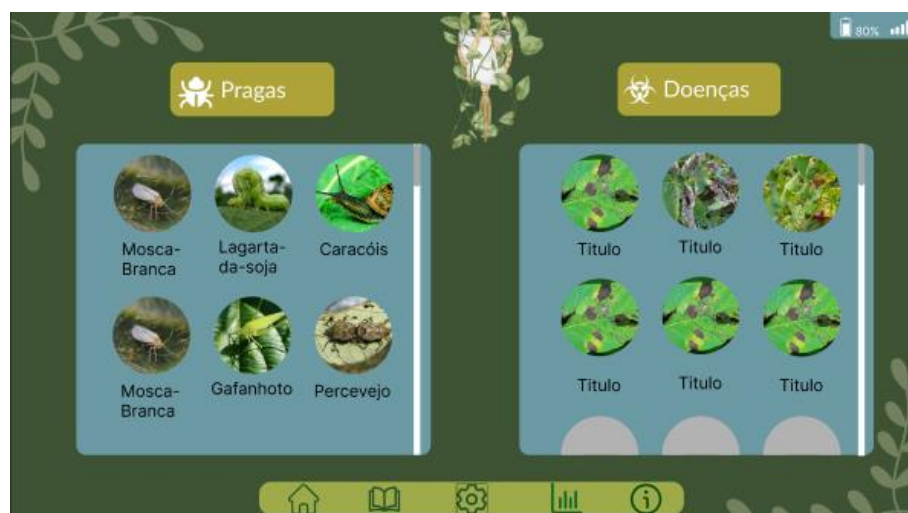 80%
Pragas
Doenças
Mosca-
Branca
Lagarta-
da-soja
Caracóis
Titulo
Titulo
Titulo
Mosca-
Branca
Gafanhoto
Percevejo
Titulo
Titulo
Titulo